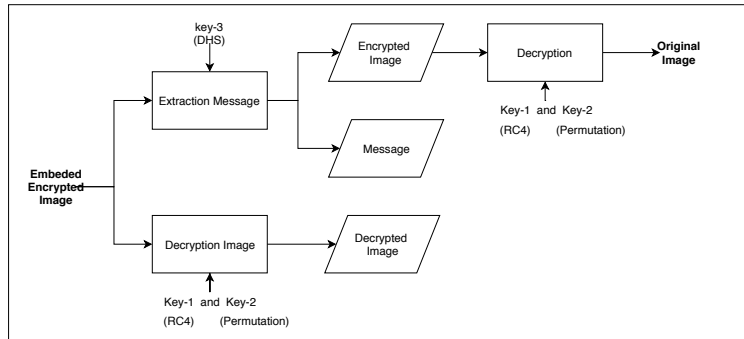 key-3
(DHS)
Extraction Message
Encrypted
Image
Decryption
Original
Image
Key-1 and Key-2
(RC4) (Permutation)
Message
Embeded
Encrypted
Image
Decryption Image
Decrypted
Image
Key-1 and Key-2
(RC4) (Permutation)